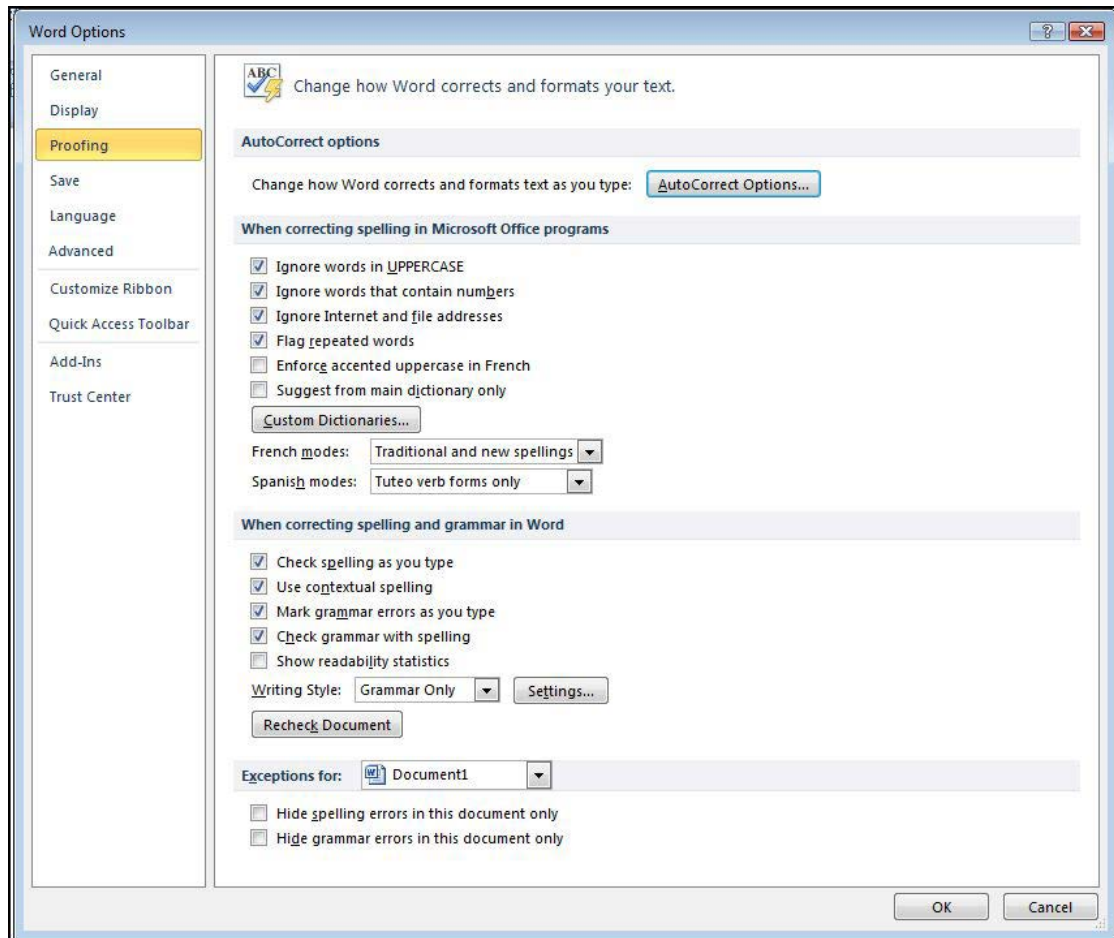 Word Options
General
Display
Proofing
Save
Language
Advanced
Customize Ribbon
Quick Access Toolbar
Add-Ins
Trust Center
ABC
Change how Word corrects and formats your text.
AutoCorrect options
Change how Word corrects and formats text as you type: AutoCorrect Options...
When correcting spelling in Microsoft Office programs
Ignore words in UPPERCASE
Ignore words that contain numbers
Ignore Internet and file addresses
Flag repeated words
Enforce accented uppercase in French
Suggest from main dictionary only
Custom Dictionaries...
French modes: Traditional and new spellings
Spanish modes: Tuteo verb forms only
When correcting spelling and grammar in Word
Check spelling as you type
Use contextual spelling
Mark grammar errors as you type
Check grammar with spelling
Show readability statistics
Writing Style: Grammar Only Settings...
Recheck Document
Exceptions for: Document1
Hide spelling errors in this document only
Hide grammar errors in this document only
OK Cancel